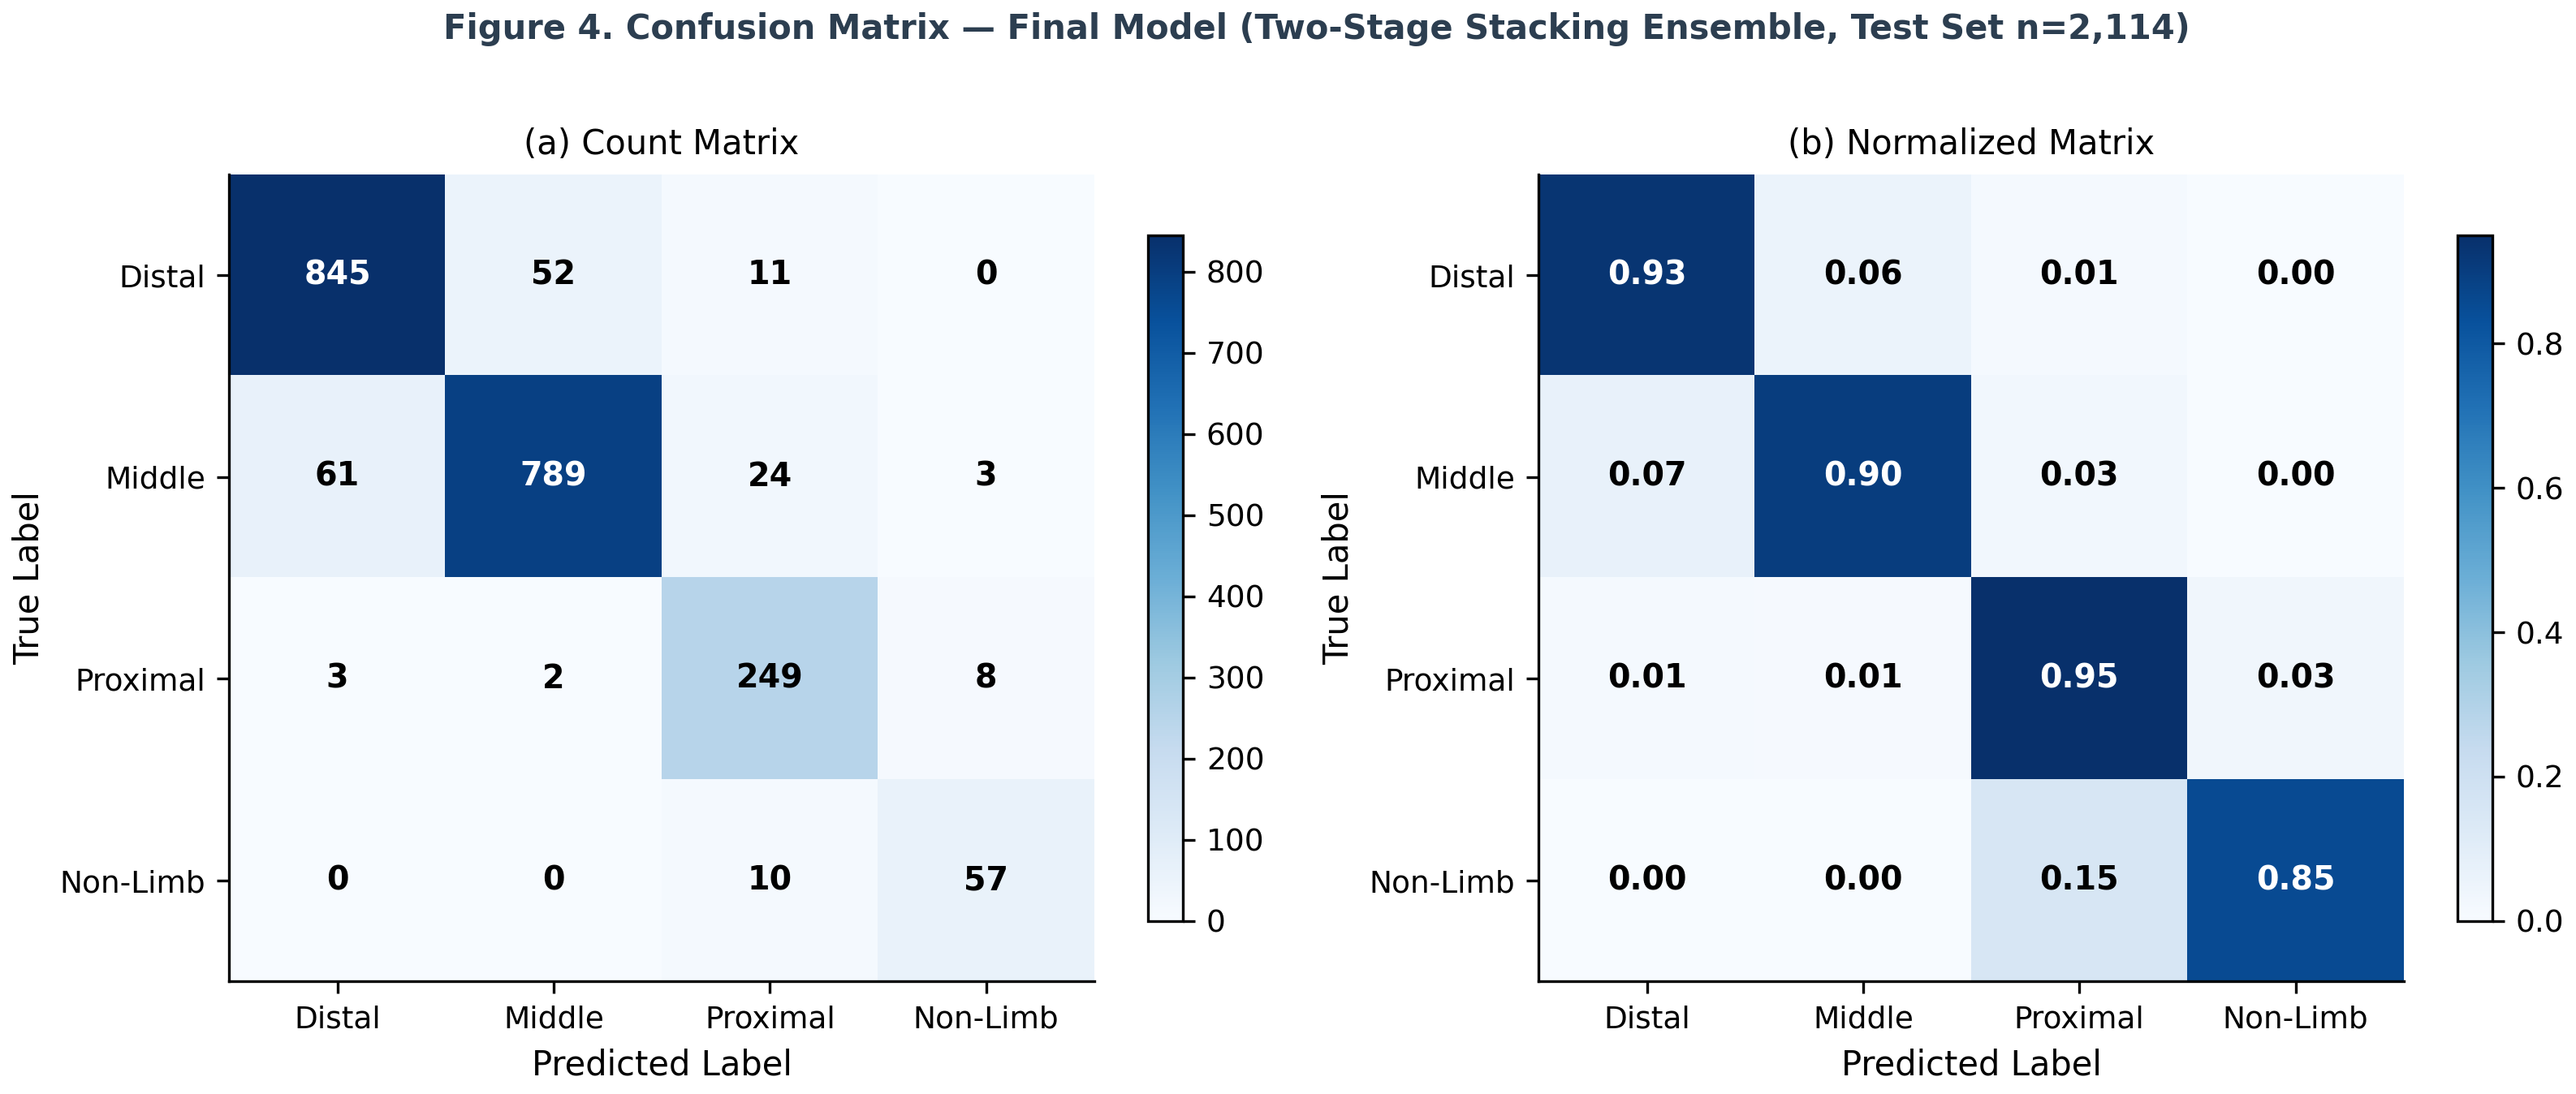 Figure 4. Confusion Matrix — Final Model (Two-Stage Stacking Ensemble, Test Set n=2,114)
(a) Count Matrix
True Label
Distal 845 52 11 0
Middle 61 789 24 3
Proximal 3 2 249 8
Non-Limb 0 0 10 57
Distal Middle Proximal Non-Limb
Predicted Label
800
700
600
500
400
300
200
100
0
(b) Normalized Matrix
True Label
Distal 0.93 0.06 0.01 0.00
Middle 0.07 0.90 0.03 0.00
Proximal 0.01 0.01 0.95 0.03
Non-Limb 0.00 0.00 0.15 0.85
Distal Middle Proximal Non-Limb
Predicted Label
0.8
0.6
0.4
0.2
0.0